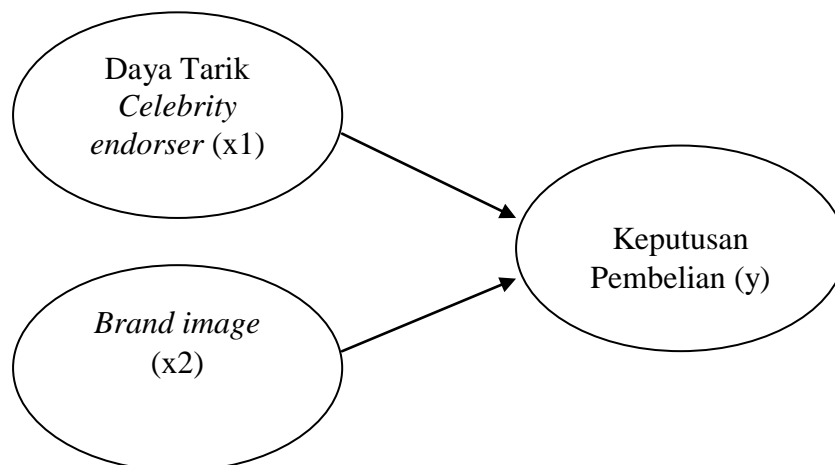 Daya Tarik
Celebrity
endorser (x1)
Keputusan
Pembelian (y)
Brand image
(x2)